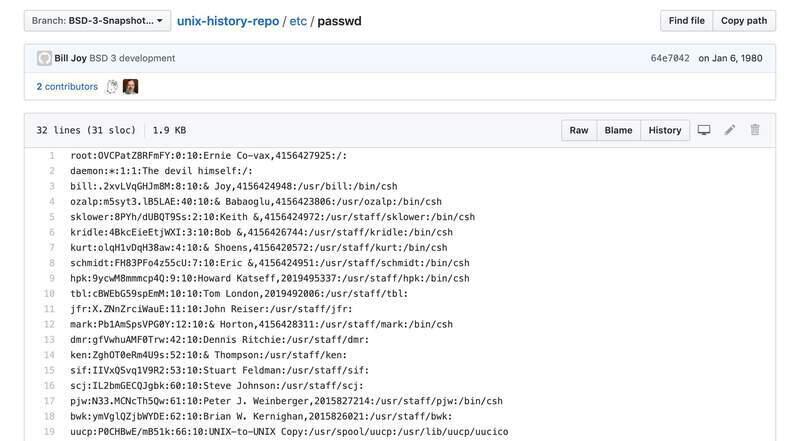 Branch: BSD-3-Snapshot... unix-history-repo / etc / passwd Find file Copy path
Bill Joy BSD 3 development 64e7042 on Jan 6, 1980
2 contributors
32 lines (31 sloc) 1.9 KB Raw Blame History
1 root:OVCPatZ8RFmFY:0:10:Ernie Co-vax,4156427925:/:
2 daemon:*:1:1:The devil himself:/:
3 bill:.2xvLVqGHJm8M:8:10:& Joy,4156424948:/usr/bill:/bin/csh
4 ozalp:m5syt3.lB5LAE:40:10:& Babaoglu,4156423806:/usr/ozalp:/bin/csh
5 sklower:8PYh/dUBQT9Ss:2:10:Keith &,4156424972:/usr/staff/sklower:/bin/csh
6 kridle:4BkcEieEtjWXI:3:10:Bob &,4156426744:/usr/staff/kridle:/bin/csh
7 kurt:olqH1vDqH38aw:4:10:& Shoens,4156420572:/usr/staff/kurt:/bin/csh
8 schmidt:FH83PFo4z55cU:7:10:Eric &,4156424951:/usr/staff/schmidt:/bin/csh
9 hpk:9ycwM8mmmcp4Q:9:10:Howard Katseff,2019495337:/usr/staff/hpk:/bin/csh
10 tbl:cBWEbG59spEmM:10:10:Tom London,2019492006:/usr/staff/tbl:
11 jfr:X.ZNnZrciWauE:11:10:John Reiser:/usr/staff/jfr:
12 mark:Pb1AmSpsVPG0Y:12:10:& Horton,4156428311:/usr/staff/mark:/bin/csh
13 dmr:gfVwhuAMF0Trw:42:10:Dennis Ritchie:/usr/staff/dmr:
14 ken:ZghOT0eRm4U9s:52:10:& Thompson:/usr/staff/ken:
15 sif:IIVxQSvq1V9R2:53:10:Stuart Feldman:/usr/staff/sif:
16 scj:IL2bmGECQJgbk:60:10:Steve Johnson:/usr/staff/scj:
17 pjw:N33.MCNcTh5Qw:61:10:Peter J. Weinberger,2015827214:/usr/staff/pjw:/bin/csh
18 bwk:ymVglQZjbWYDE:62:10:Brian W. Kernighan,2015826021:/usr/staff/bwk:
19 uucp:P0CHBwE/mB51k:66:10:UNIX-to-UNIX Copy:/usr/spool/uucp:/usr/lib/uucp/uucico